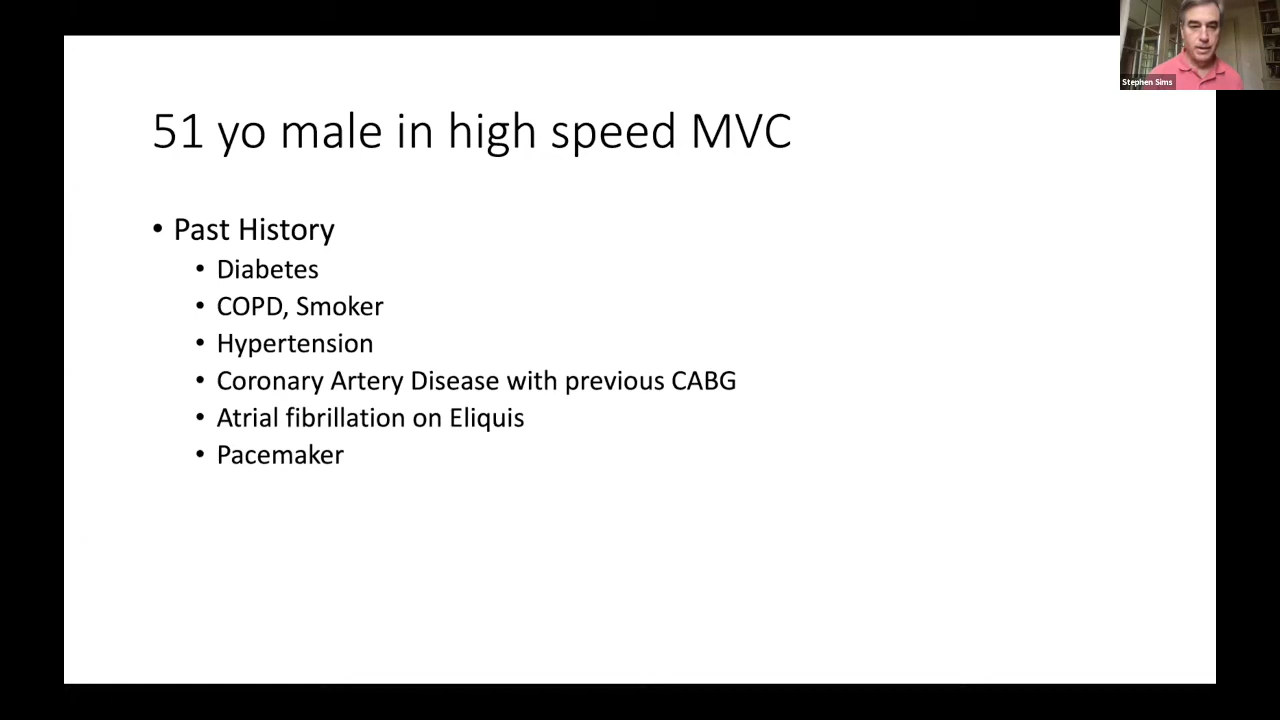 Stephen Sims
51 yo male in high speed MVC
• Past History
• Diabetes
• COPD, Smoker
• Hypertension
• Coronary Artery Disease with previous CABG
• Atrial fibrillation on Eliquis
• Pacemaker